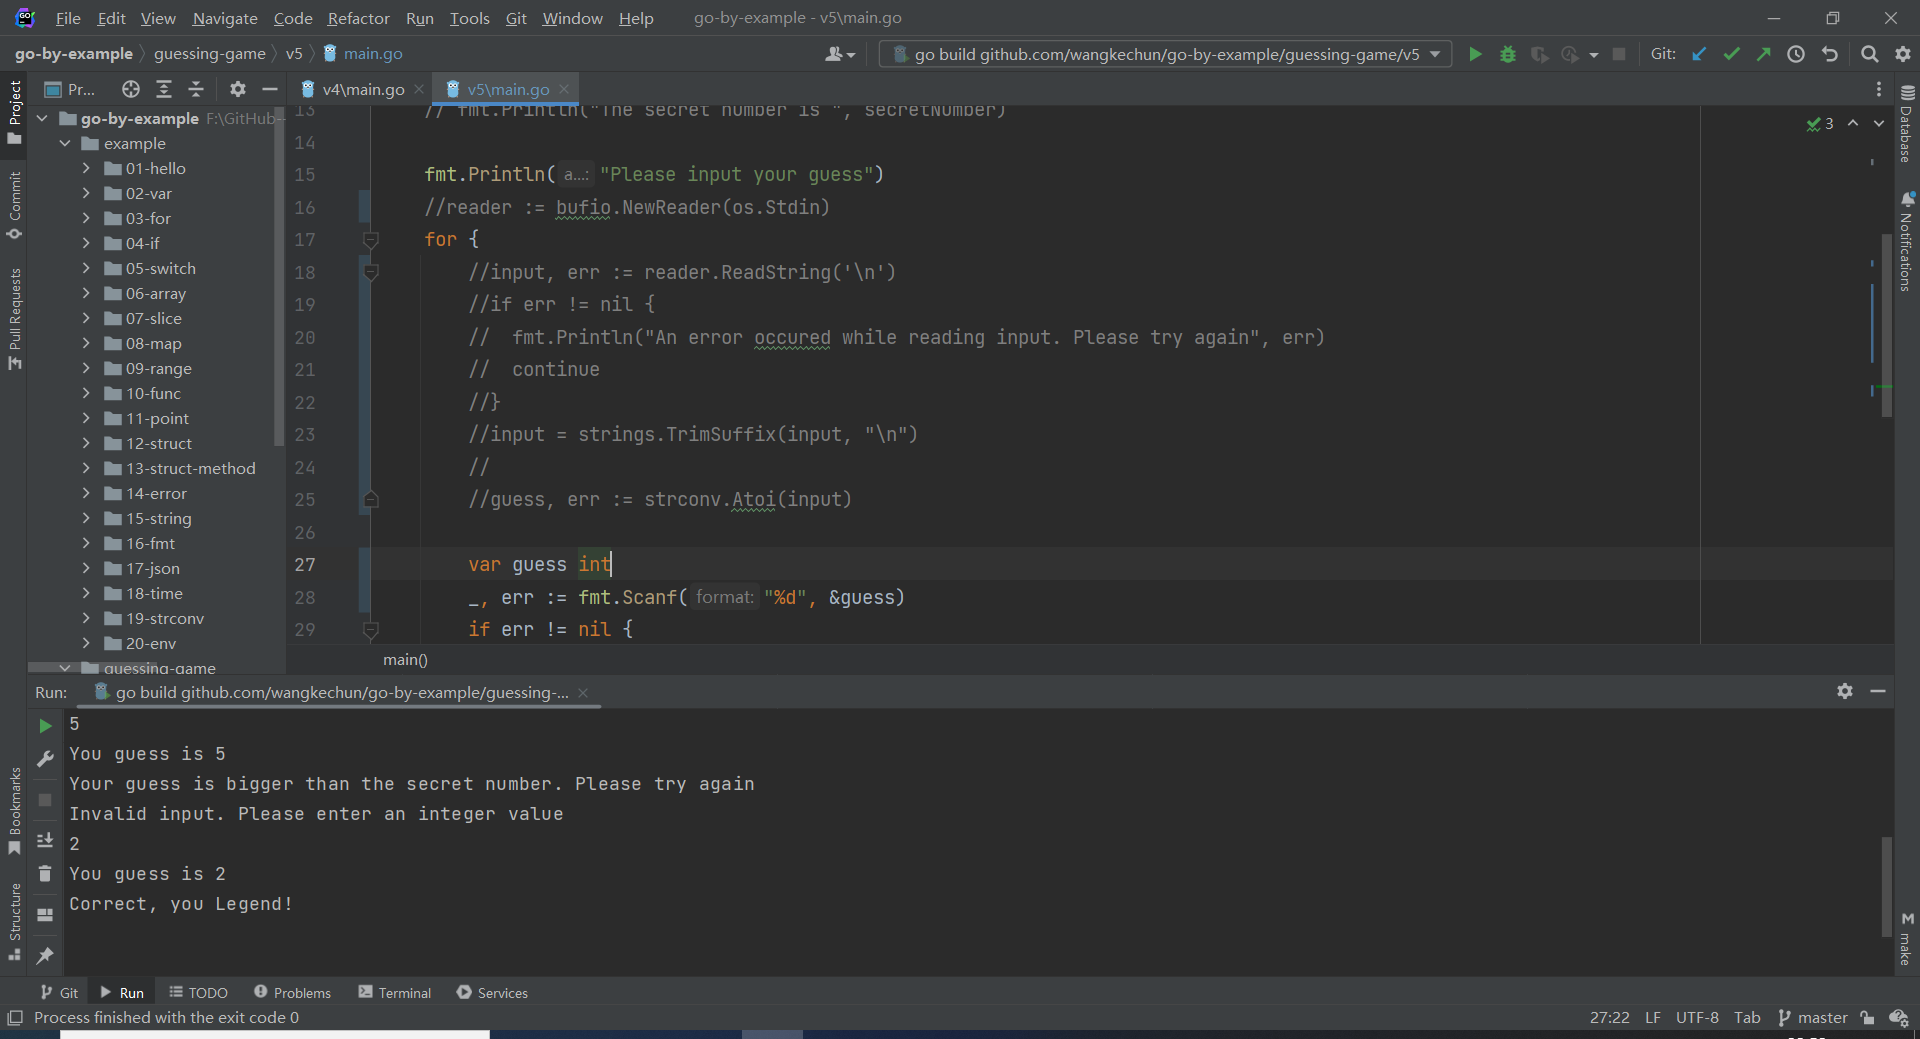 File Edit View Navigate Code Refactor Run Tools Git Window Help go-by-example - v5\main.go
go-by-example guessing-game v5 main.go go build github.com/wangkechun/go-by-example/guessing-game/v5 Git:
Pr... v4\main.go v5\main.go
Project
Commit
Pull Requests
Bookmarks
Structure
go-by-example F:\GitHub
example
01-hello
02-var
03-for
04-if
05-switch
06-array
07-slice
08-map
09-range
10-func
11-point
12-struct
13-struct-method
14-error
15-string
16-fmt
17-json
18-time
19-strconv
20-env
guessing-game
13 // fmt.Println("The secret number is ", secretNumber)
14
15 fmt.Println( a...: "Please input your guess")
16 //reader := bufio.NewReader(os.Stdin)
17 for {
18 //input, err := reader.ReadString('\n')
19 //if err != nil {
20 // fmt.Println("An error occured while reading input. Please try again", err)
21 // continue
22 //}
23 //input = strings.TrimSuffix(input, "\n")
24 //
25 //guess, err := strconv.Atoi(input)
26
27 var guess int
28 _, err := fmt.Scanf( format: "%d", &guess)
29 if err != nil {
3
main()
Database
Notifications
make
Run: go build github.com/wangkechun/go-by-example/guessing-...
5
You guess is 5
Your guess is bigger than the secret number. Please try again
Invalid input. Please enter an integer value
2
You guess is 2
Correct, you Legend!
Git Run TODO Problems Terminal Services
Process finished with the exit code 0 27:22 LF UTF-8 Tab master